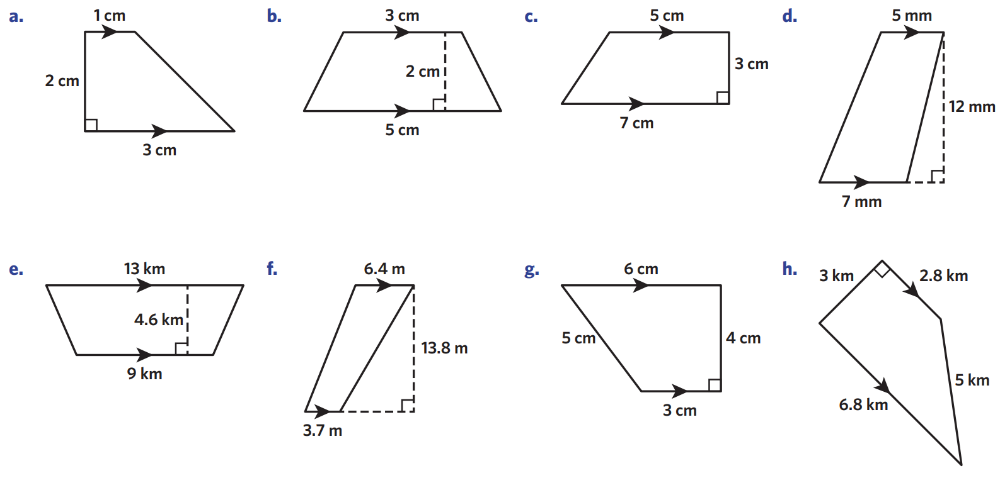 a.
1 cm
2 cm
3 cm
b.
3 cm
2 cm
5 cm
c.
5 cm
3 cm
7 cm
d.
5 mm
12 mm
7 mm
e.
13 km
4.6 km
9 km
f.
6.4 m
13.8 m
3.7 m
g.
6 cm
5 cm
4 cm
3 cm
h.
3 km
2.8 km
5 km
6.8 km